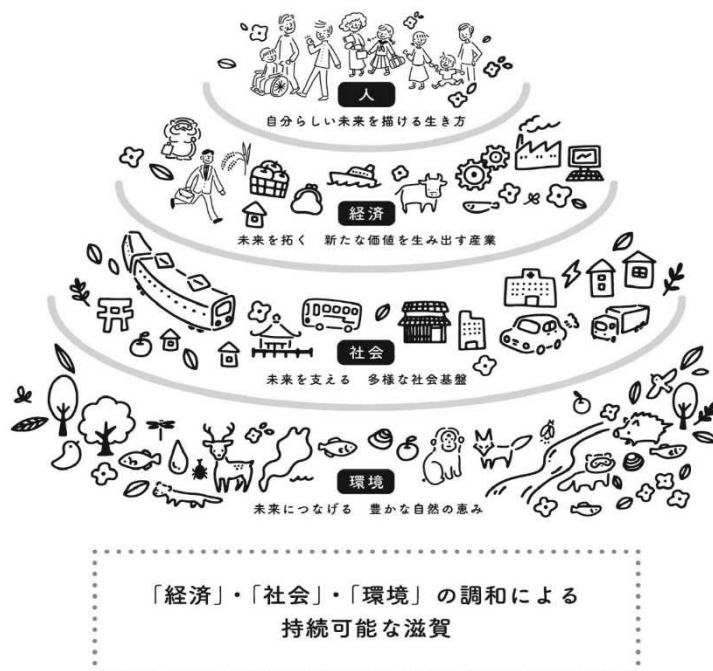 人
自分らしい未来を描ける生き方
経済
未来を拓く 新たな価値を生み出す産業
社会
未来を支える 多様な社会基盤
環境
未来につなげる 豊かな自然の恵み
「経済」・「社会」・「環境」の調和による
持続可能な滋賀